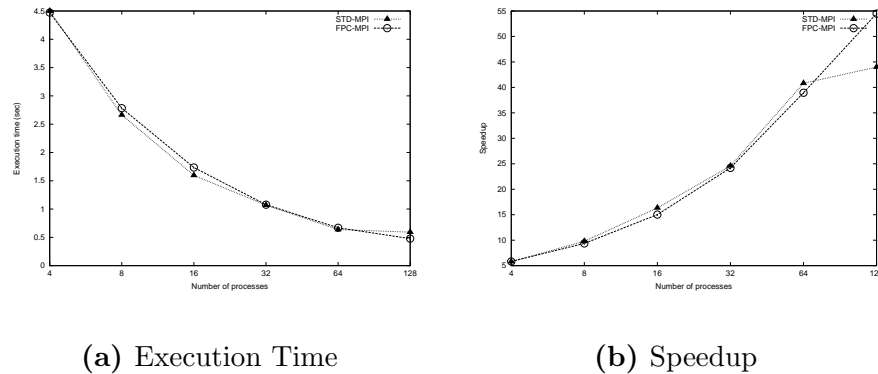 STD-MPI
FPC-MPI
4.5
4
3.5
3
2.5
2
1.5
1
0.5
0
Execution time (sec)
4 8 16 32 64 128
Number of processes
STD-MPI
FPC-MPI
55
50
45
40
35
30
25
20
15
10
5
Speedup
4 8 16 32 64 12
Number of processes
(a) Execution Time
(b) Speedup